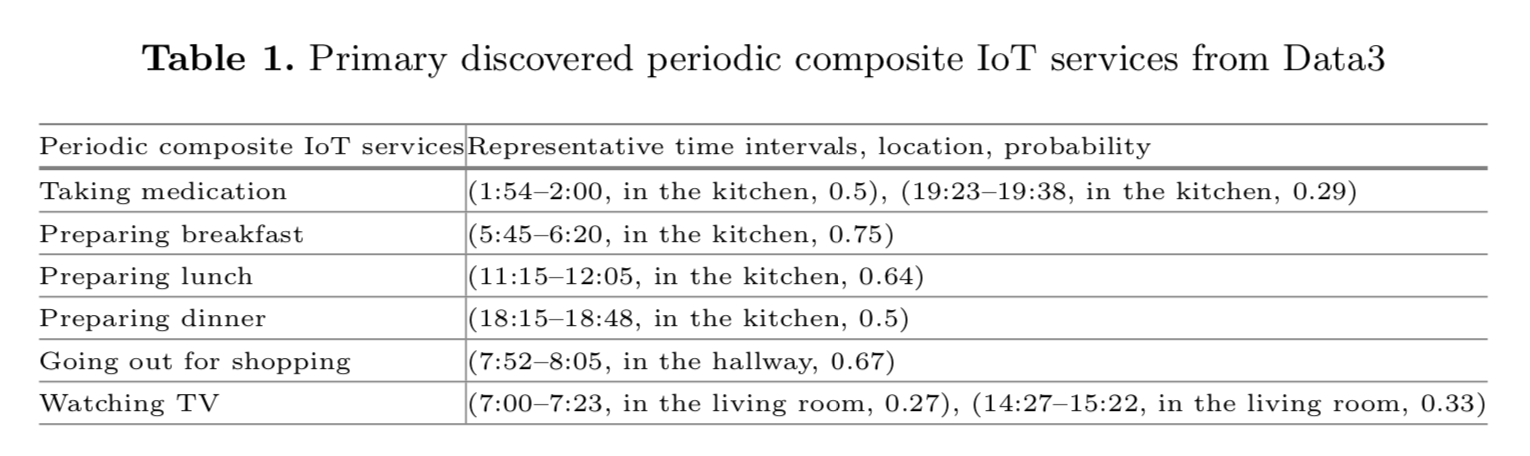 Table 1. Primary discovered periodic composite IoT services from Data3
Periodic composite IoT services Representative time intervals, location, probability
Taking medication (1:54–2:00, in the kitchen, 0.5), (19:23–19:38, in the kitchen, 0.29)
Preparing breakfast (5:45–6:20, in the kitchen, 0.75)
Preparing lunch (11:15–12:05, in the kitchen, 0.64)
Preparing dinner (18:15–18:48, in the kitchen, 0.5)
Going out for shopping (7:52–8:05, in the hallway, 0.67)
Watching TV (7:00–7:23, in the living room, 0.27), (14:27–15:22, in the living room, 0.33)